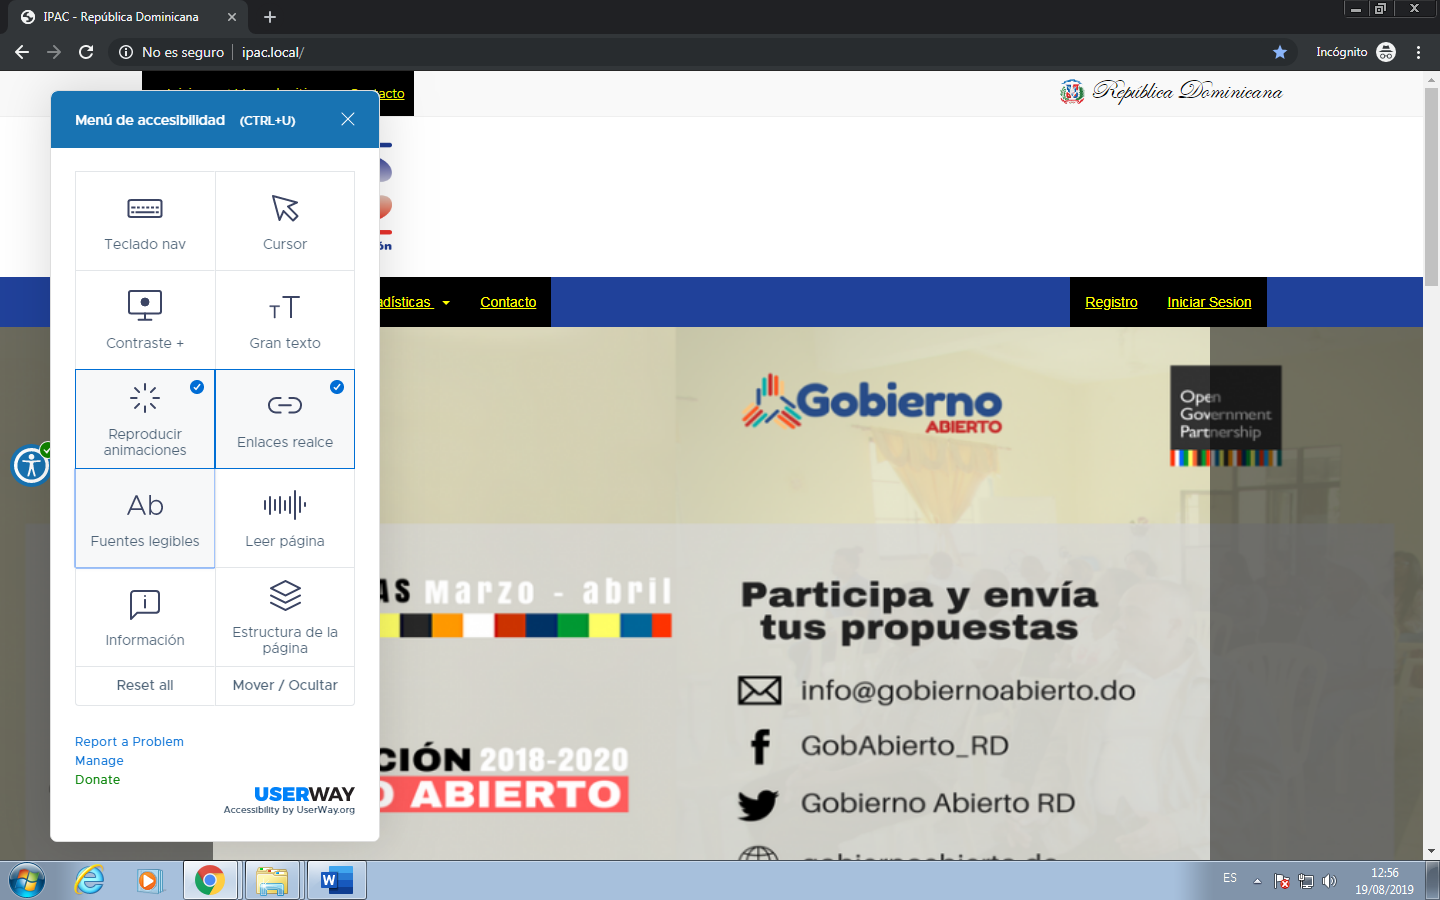 IPAC - República Dominicana
No es seguro
ipac.local/
Incógnito
Contacto
República Dominicana
Menú de accesibilidad (CTRL+U)
Teclado nav
Cursor
Contraste +
Gran texto
Reproducir
animaciones
Enlaces realce
Ab
Fuentes legibles
Leer página
Información
Estructura de la
página
Reset all
Mover / Ocultar
Report a Problem
Manage
Donate
USERWAY
Accessibility by UserWay.org
Contacto
Registro
Iniciar Sesion
Gobierno
ABIERTO
Open
Government
Partnership
Marzo - abril
Participa y envía
tus propuestas
info@gobiernoabierto.do
GobAbierto_RD
Gobierno Abierto RD
2018-2020
ABIERTO
ES
12:56
19/08/2019